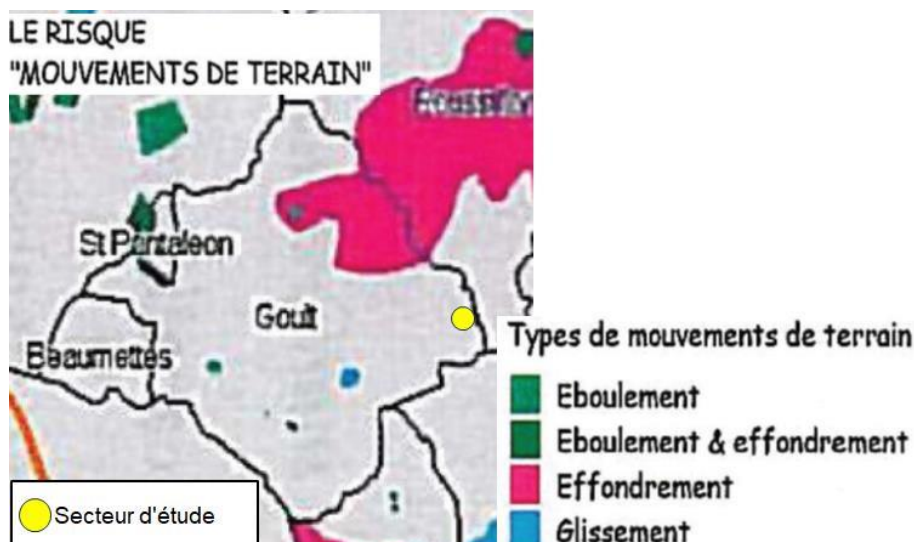 LE RISQUE
"MOUVEMENTS DE TERRAIN"
Roussillon
St Pantaleon
Goult
Beaumettes
Secteur d'étude
Types de mouvements de terrain
Eboulement
Eboulement & effondrement
Effondrement
Glissement